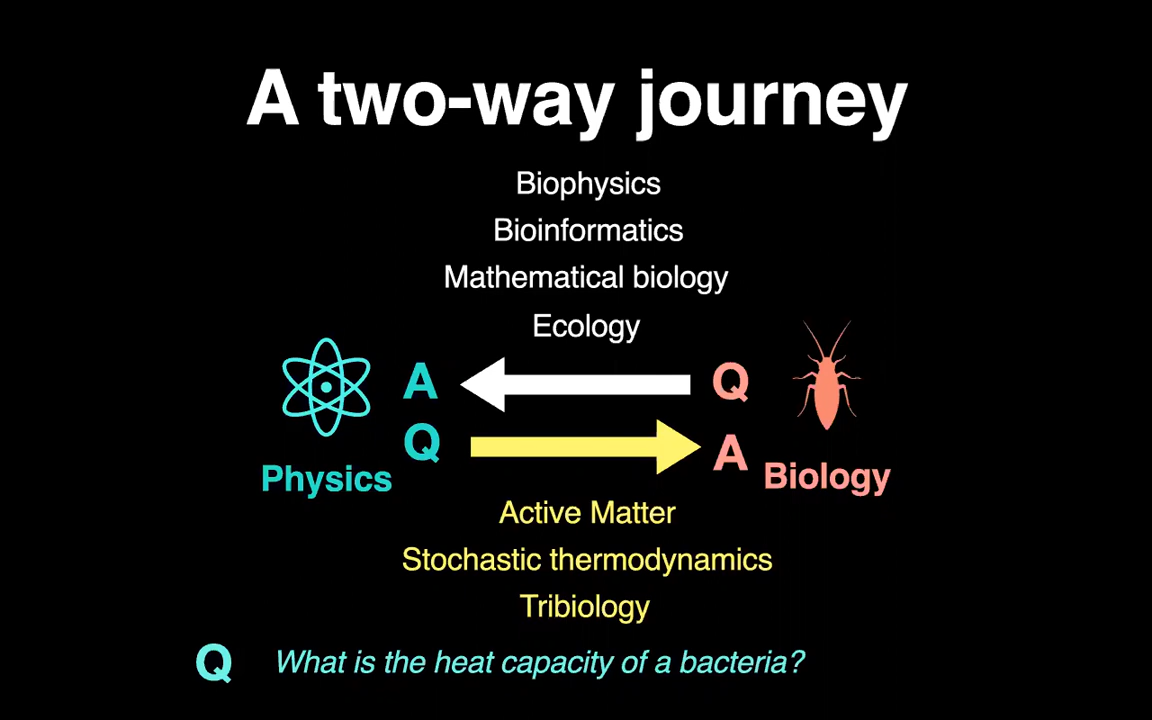 A two-way journey
Biophysics
Bioinformatics
Mathematical biology
Ecology
A Q
Q A
Physics Biology
Active Matter
Stochastic thermodynamics
Tribiology
Q What is the heat capacity of a bacteria?